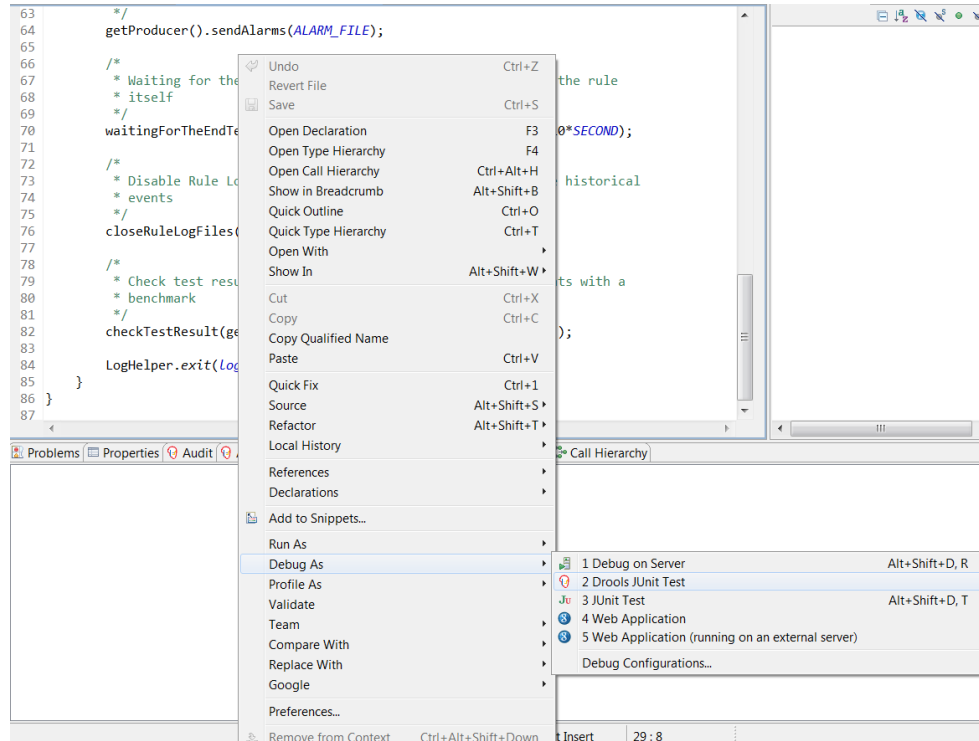 63 */
64 getProducer().sendAlarms(ALARM_FILE);
65
66 /*
67 * Waiting for the the rule
68 * itself
69 */
70 waitingForTheEndTe 0*SECOND);
71
72 /*
73 * Disable Rule Lo historical
74 * events
75 */
76 closeRuleLogFiles(
77
78 /*
79 * Check test resu ts with a
80 * benchmark
81 */
82 checkTestResult(ge );
83
84 LogHelper.exit(log
85 }
86 }
87
Undo Ctrl+Z
Revert File
Save Ctrl+S
Open Declaration F3
Open Type Hierarchy F4
Open Call Hierarchy Ctrl+Alt+H
Show in Breadcrumb Alt+Shift+B
Quick Outline Ctrl+O
Quick Type Hierarchy Ctrl+T
Open With
Show In Alt+Shift+W
Cut Ctrl+X
Copy Ctrl+C
Copy Qualified Name
Paste Ctrl+V
Quick Fix Ctrl+1
Source Alt+Shift+S
Refactor Alt+Shift+T
Local History
References
Declarations
Add to Snippets...
Run As
Debug As
Profile As
Validate
Team
Compare With
Replace With
Google
Preferences...
Remove from Context Ctrl+Alt+Shift+Down
Problems Properties Audit Call Hierarchy
1 Debug on Server Alt+Shift+D, R
2 Drools JUnit Test
3 JUnit Test Alt+Shift+D, T
4 Web Application
5 Web Application (running on an external server)
Debug Configurations...
t Insert 29 : 8